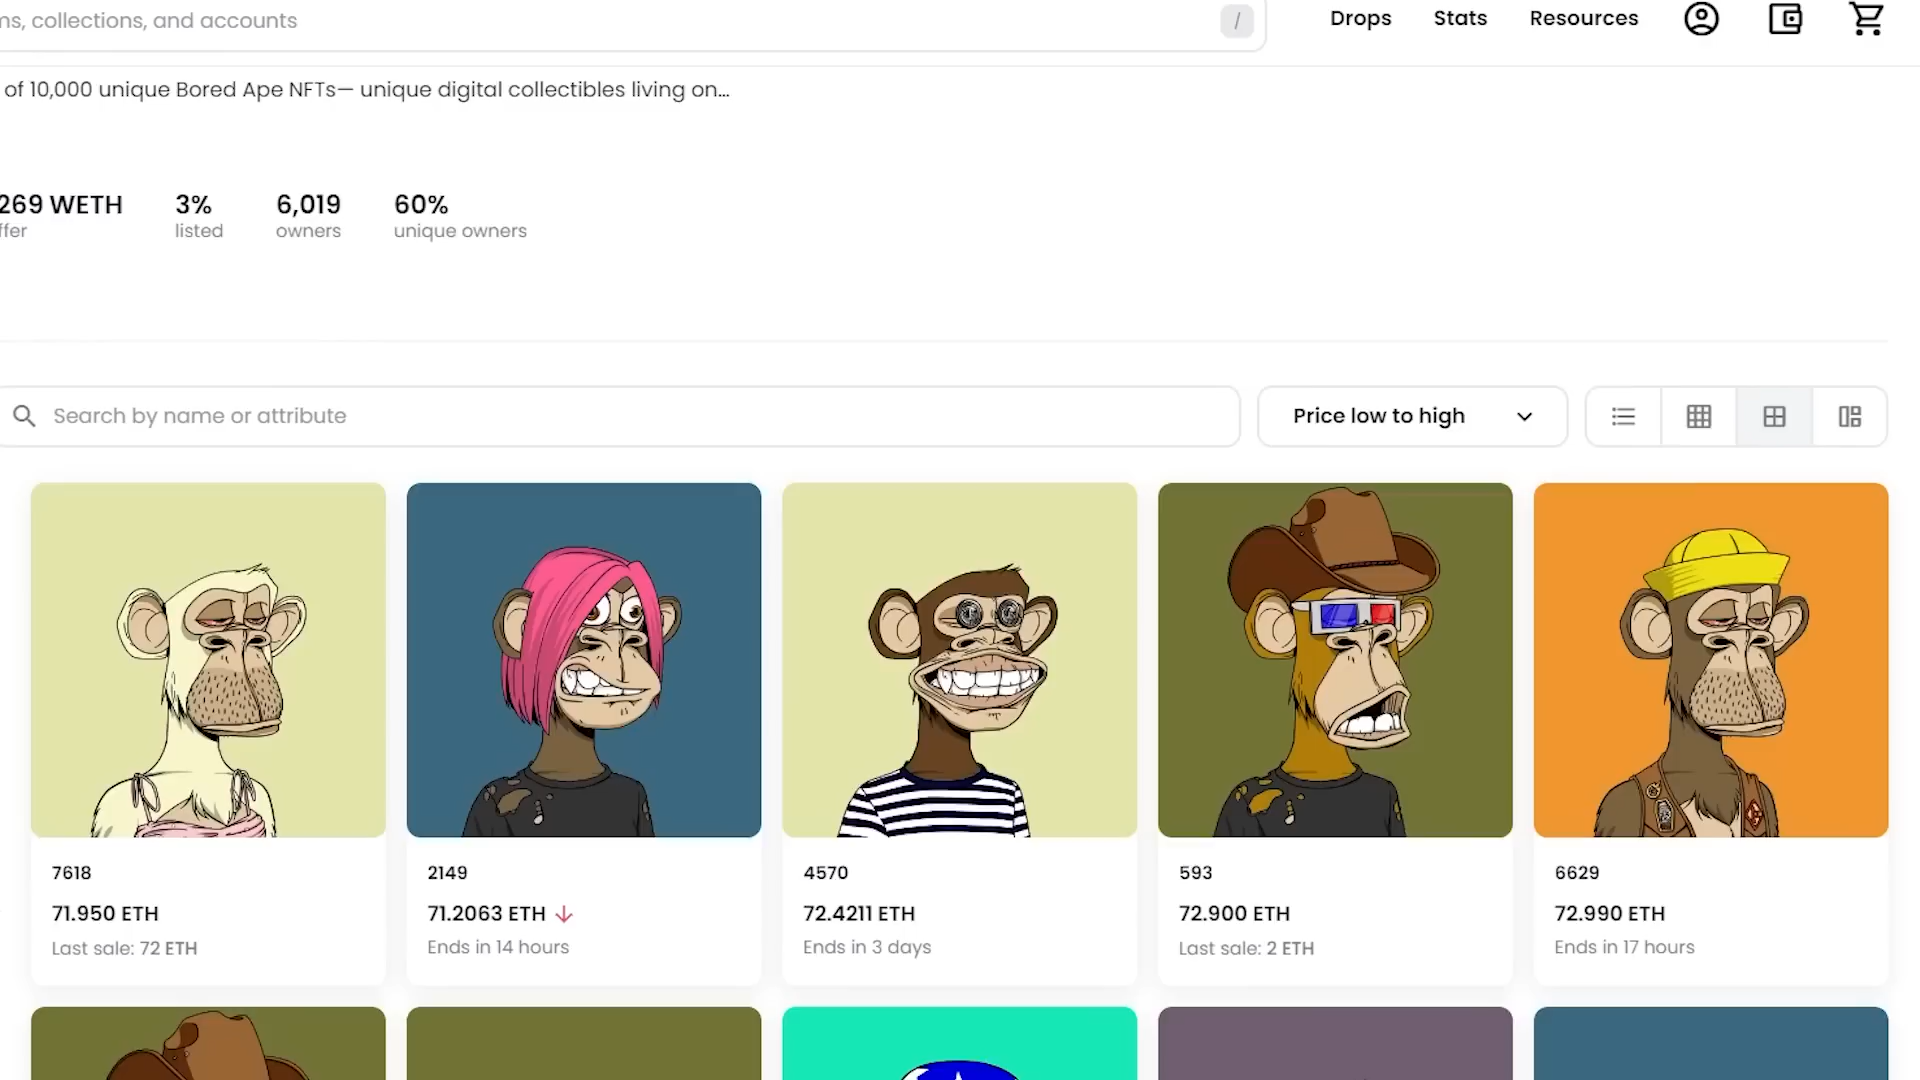 ns, collections, and accounts
/
Drops
Stats
Resources
of 10,000 unique Bored Ape NFTs— unique digital collectibles living on...
269 WETH
3%
6,019
60%
ffer
listed
owners
unique owners
Search by name or attribute
Price low to high
7618
71.950 ETH
Last sale: 72 ETH
2149
71.2063 ETH
Ends in 14 hours
4570
72.4211 ETH
Ends in 3 days
593
72.900 ETH
Last sale: 2 ETH
6629
72.990 ETH
Ends in 17 hours